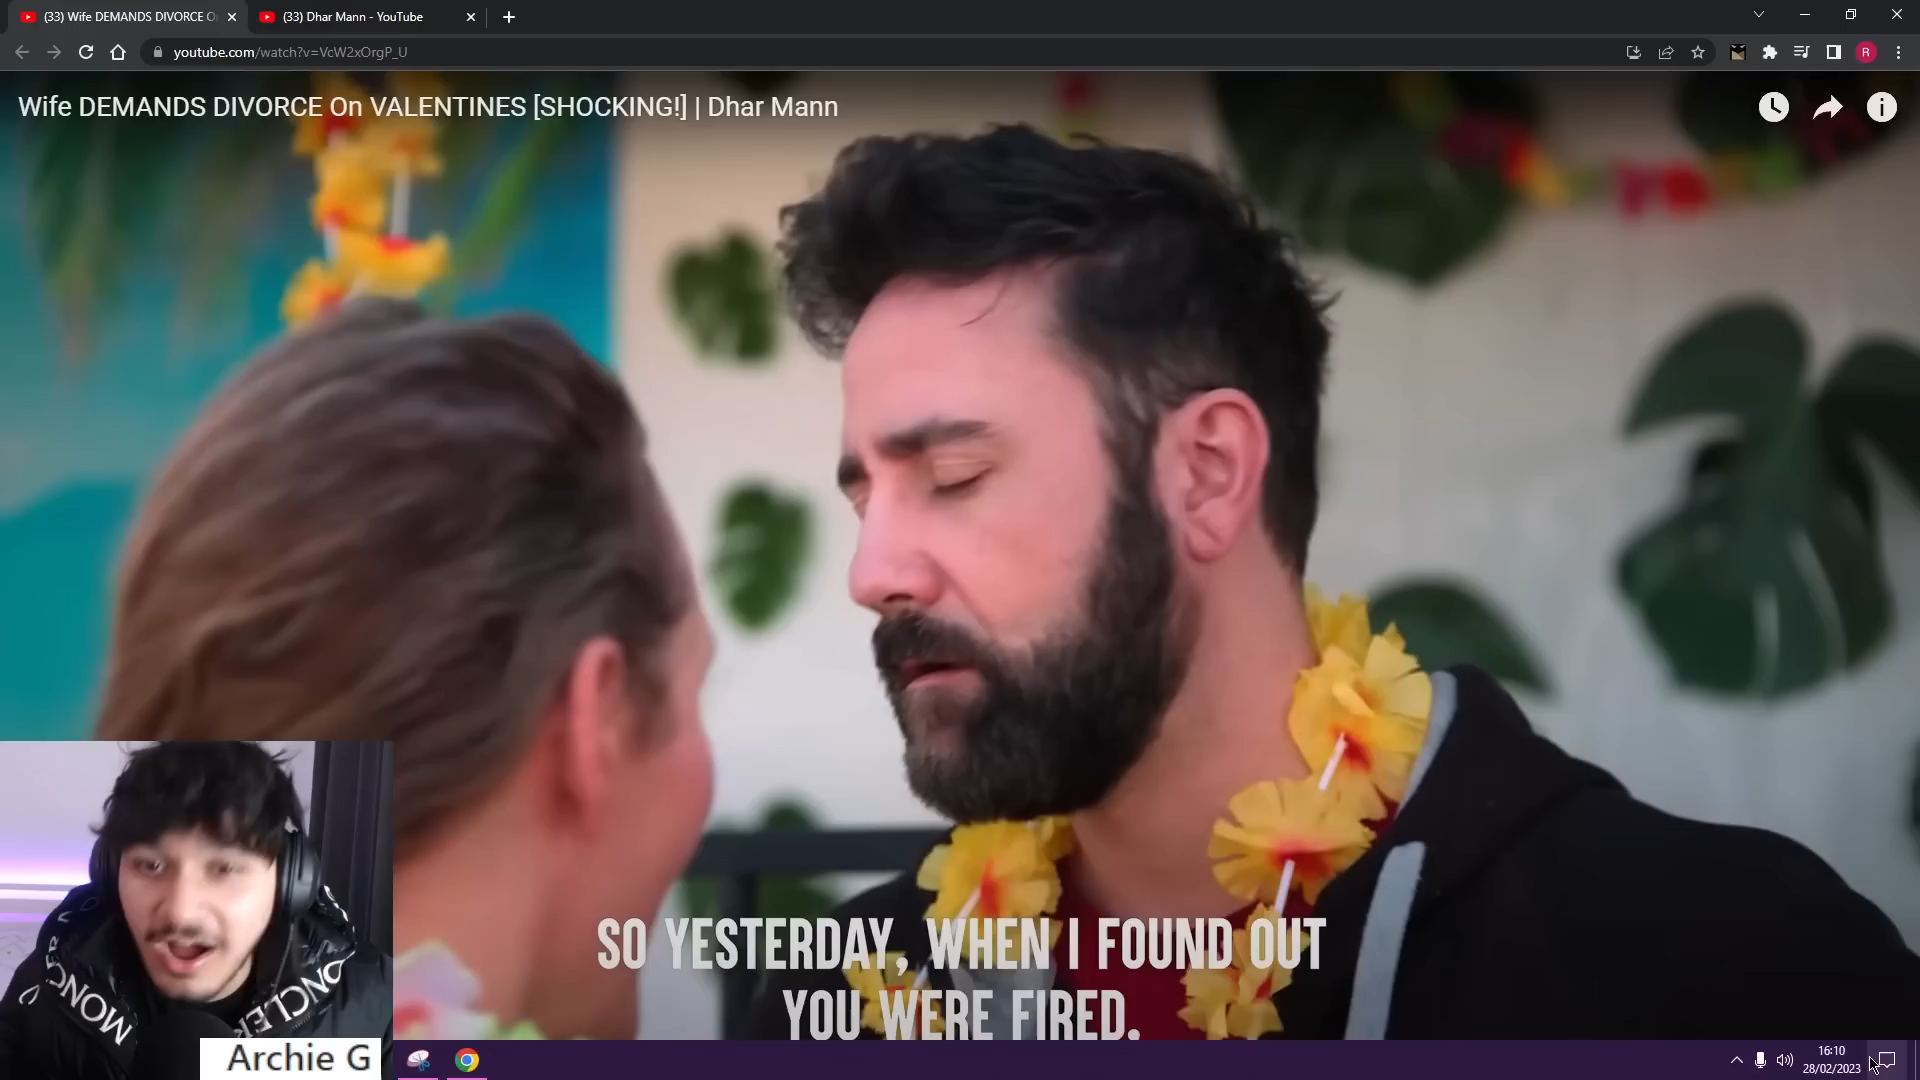 (33) Wife DEMANDS DIVORCE O
(33) Dhar Mann - YouTube
youtube.com/watch?v=VcW2xOrgP_U
R
Wife DEMANDS DIVORCE On VALENTINES [SHOCKING!] | Dhar Mann
SO YESTERDAY, WHEN I FOUND OUT
YOU WERE FIRED.
Archie G
16:10
28/02/2023